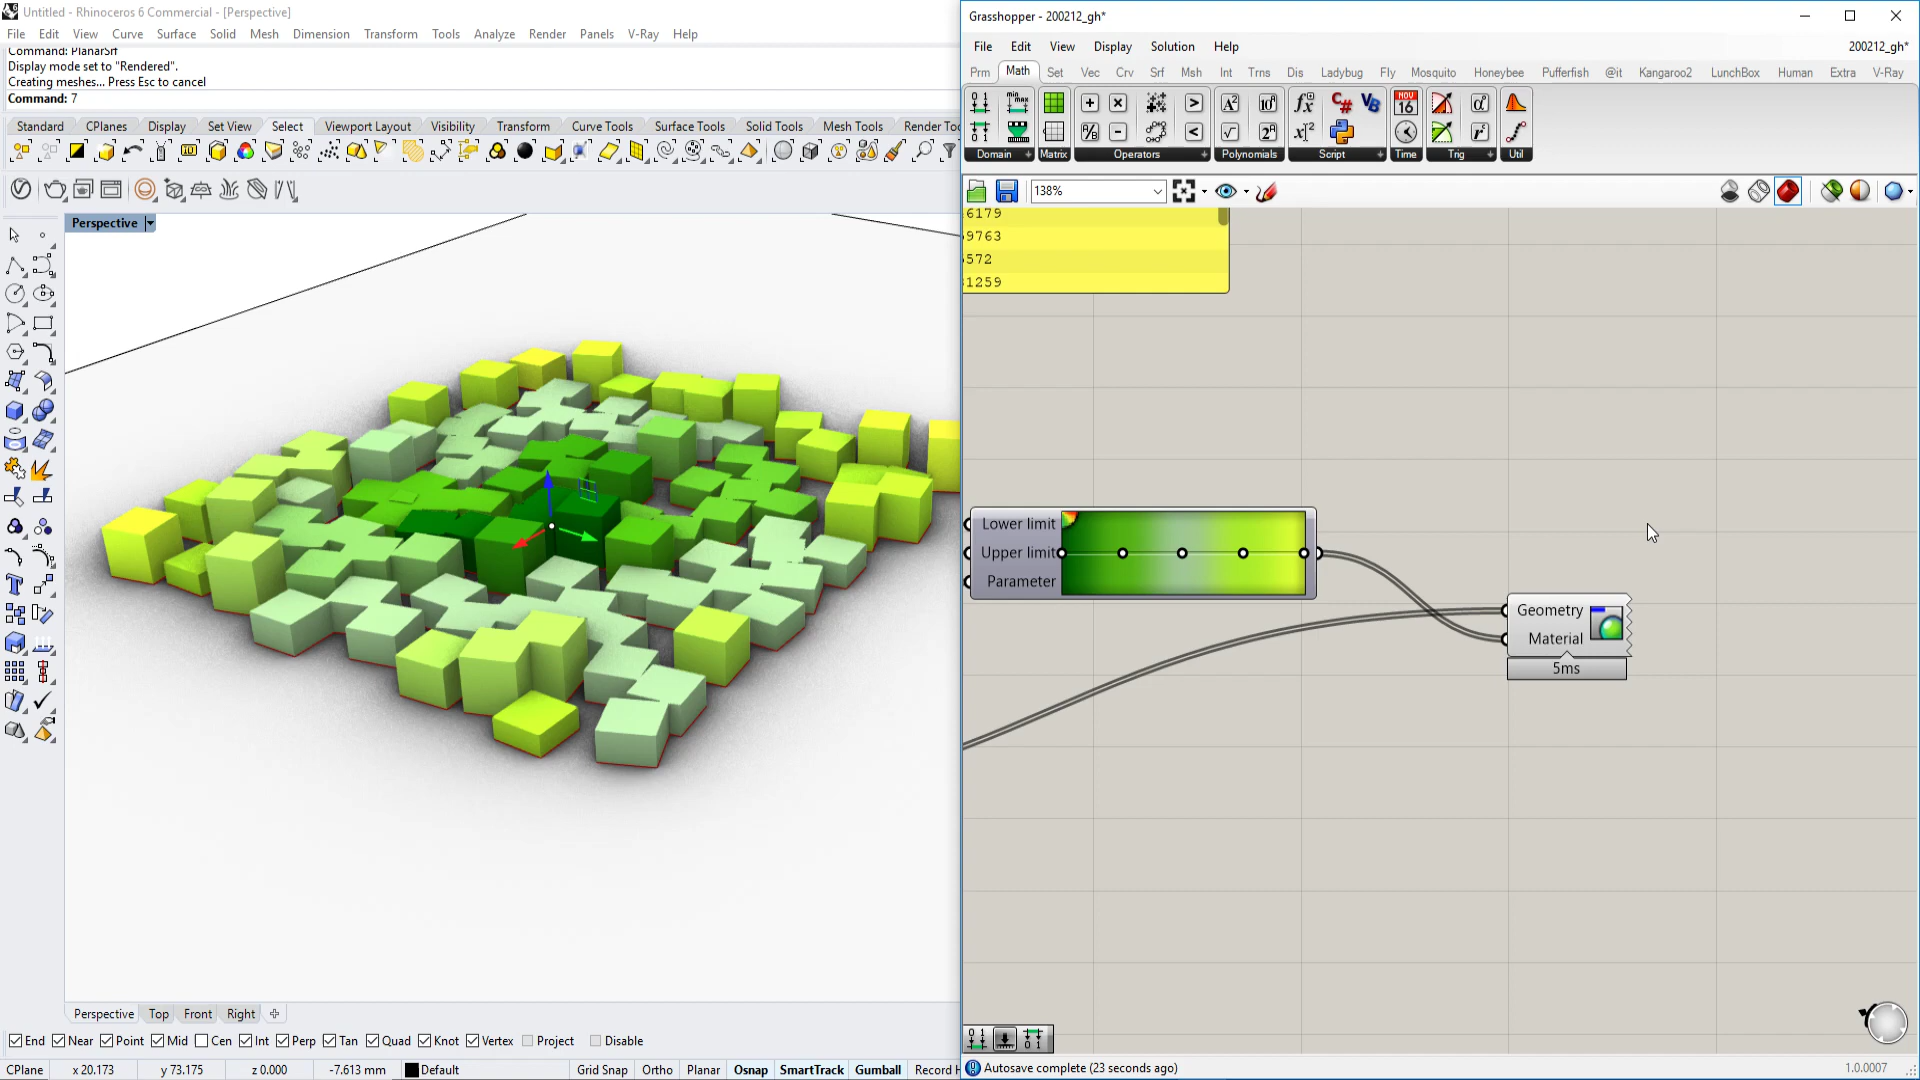 Untitled - Rhinoceros 6 Commercial - [Perspective]
File Edit View Curve Surface Solid Mesh Dimension Transform Tools Analyze Render Panels V-Ray Help
Command: PlanarSrf
Display mode set to "Rendered".
Creating meshes... Press Esc to cancel
Command: 7
Standard CPlanes Display Set View Select Viewport Layout Visibility Transform Curve Tools Surface Tools Solid Tools Mesh Tools Render Too
Perspective
Perspective Top Front Right
End Near Point Mid Cen Int Perp Tan Quad Knot Vertex Project Disable
CPlane x 20.173 y 73.175 z 0.000 -7.613 mm Default Grid Snap Ortho Planar Osnap SmartTrack Gumball Record H
Grasshopper - 200212_gh*
File Edit View Display Solution Help 200212_gh*
Prm Math Set Vec Crv Srf Msh Int Trns Dis Ladybug Fly Mosquito Honeybee Pufferfish @it Kangaroo2 LunchBox Human Extra V-Ray
Domain Matrix Operators Polynomials Script Time Trig Util
138%
6179
9763
572
1259
Lower limit
Upper limit
Parameter
Geometry
Material
5ms
Autosave complete (23 seconds ago)
1.0.0007